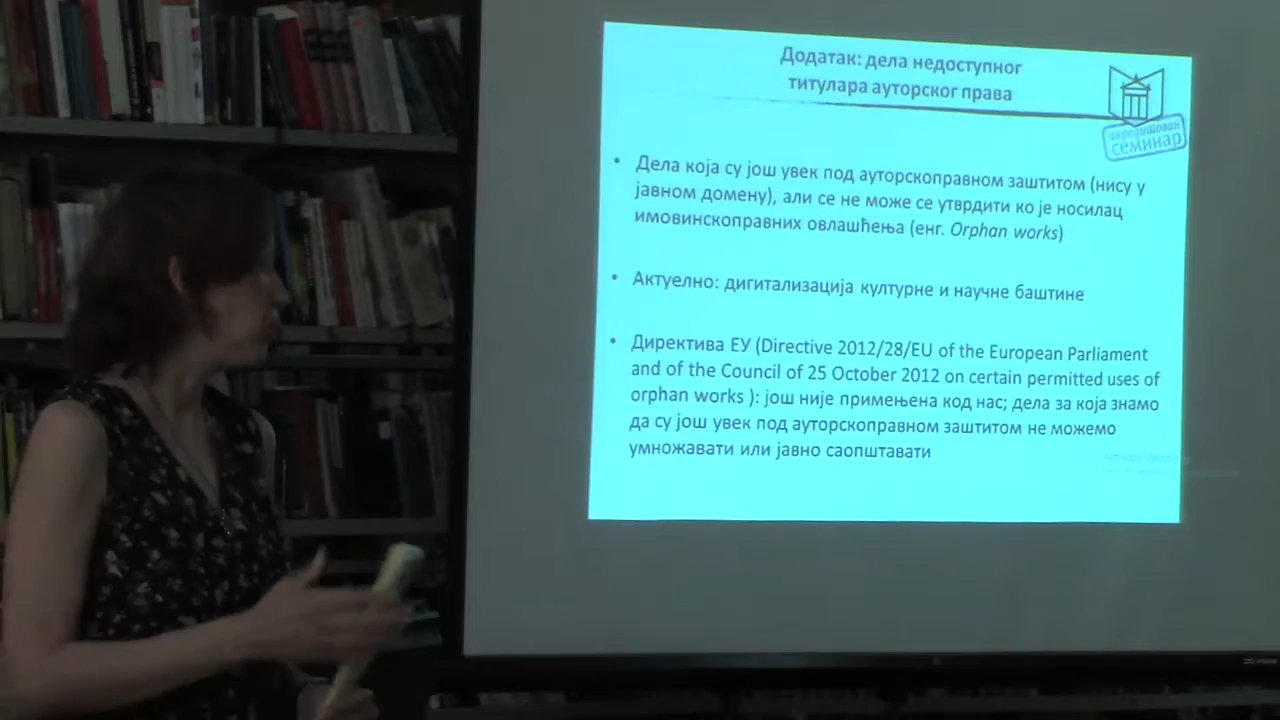 Додатак: дела недоступног
титулара ауторског права
акредитован
семинар
• Дела која су још увек под ауторскоправном заштитом (нису у
јавном домену), али се не може се утврдити ко је носилац
имовинскоправних овлашћења (енг. Orphan works)
• Актуелно: дигитализација културне и научне баштине
• Директива ЕУ (Directive 2012/28/EU of the European Parliament
and of the Council of 25 October 2012 on certain permitted uses of
orphan works ): још није примењена код нас; дела за која знамо
да су још увек под ауторскоправном заштитом не можемо
умножавати или јавно саопштавати
Activate Windows